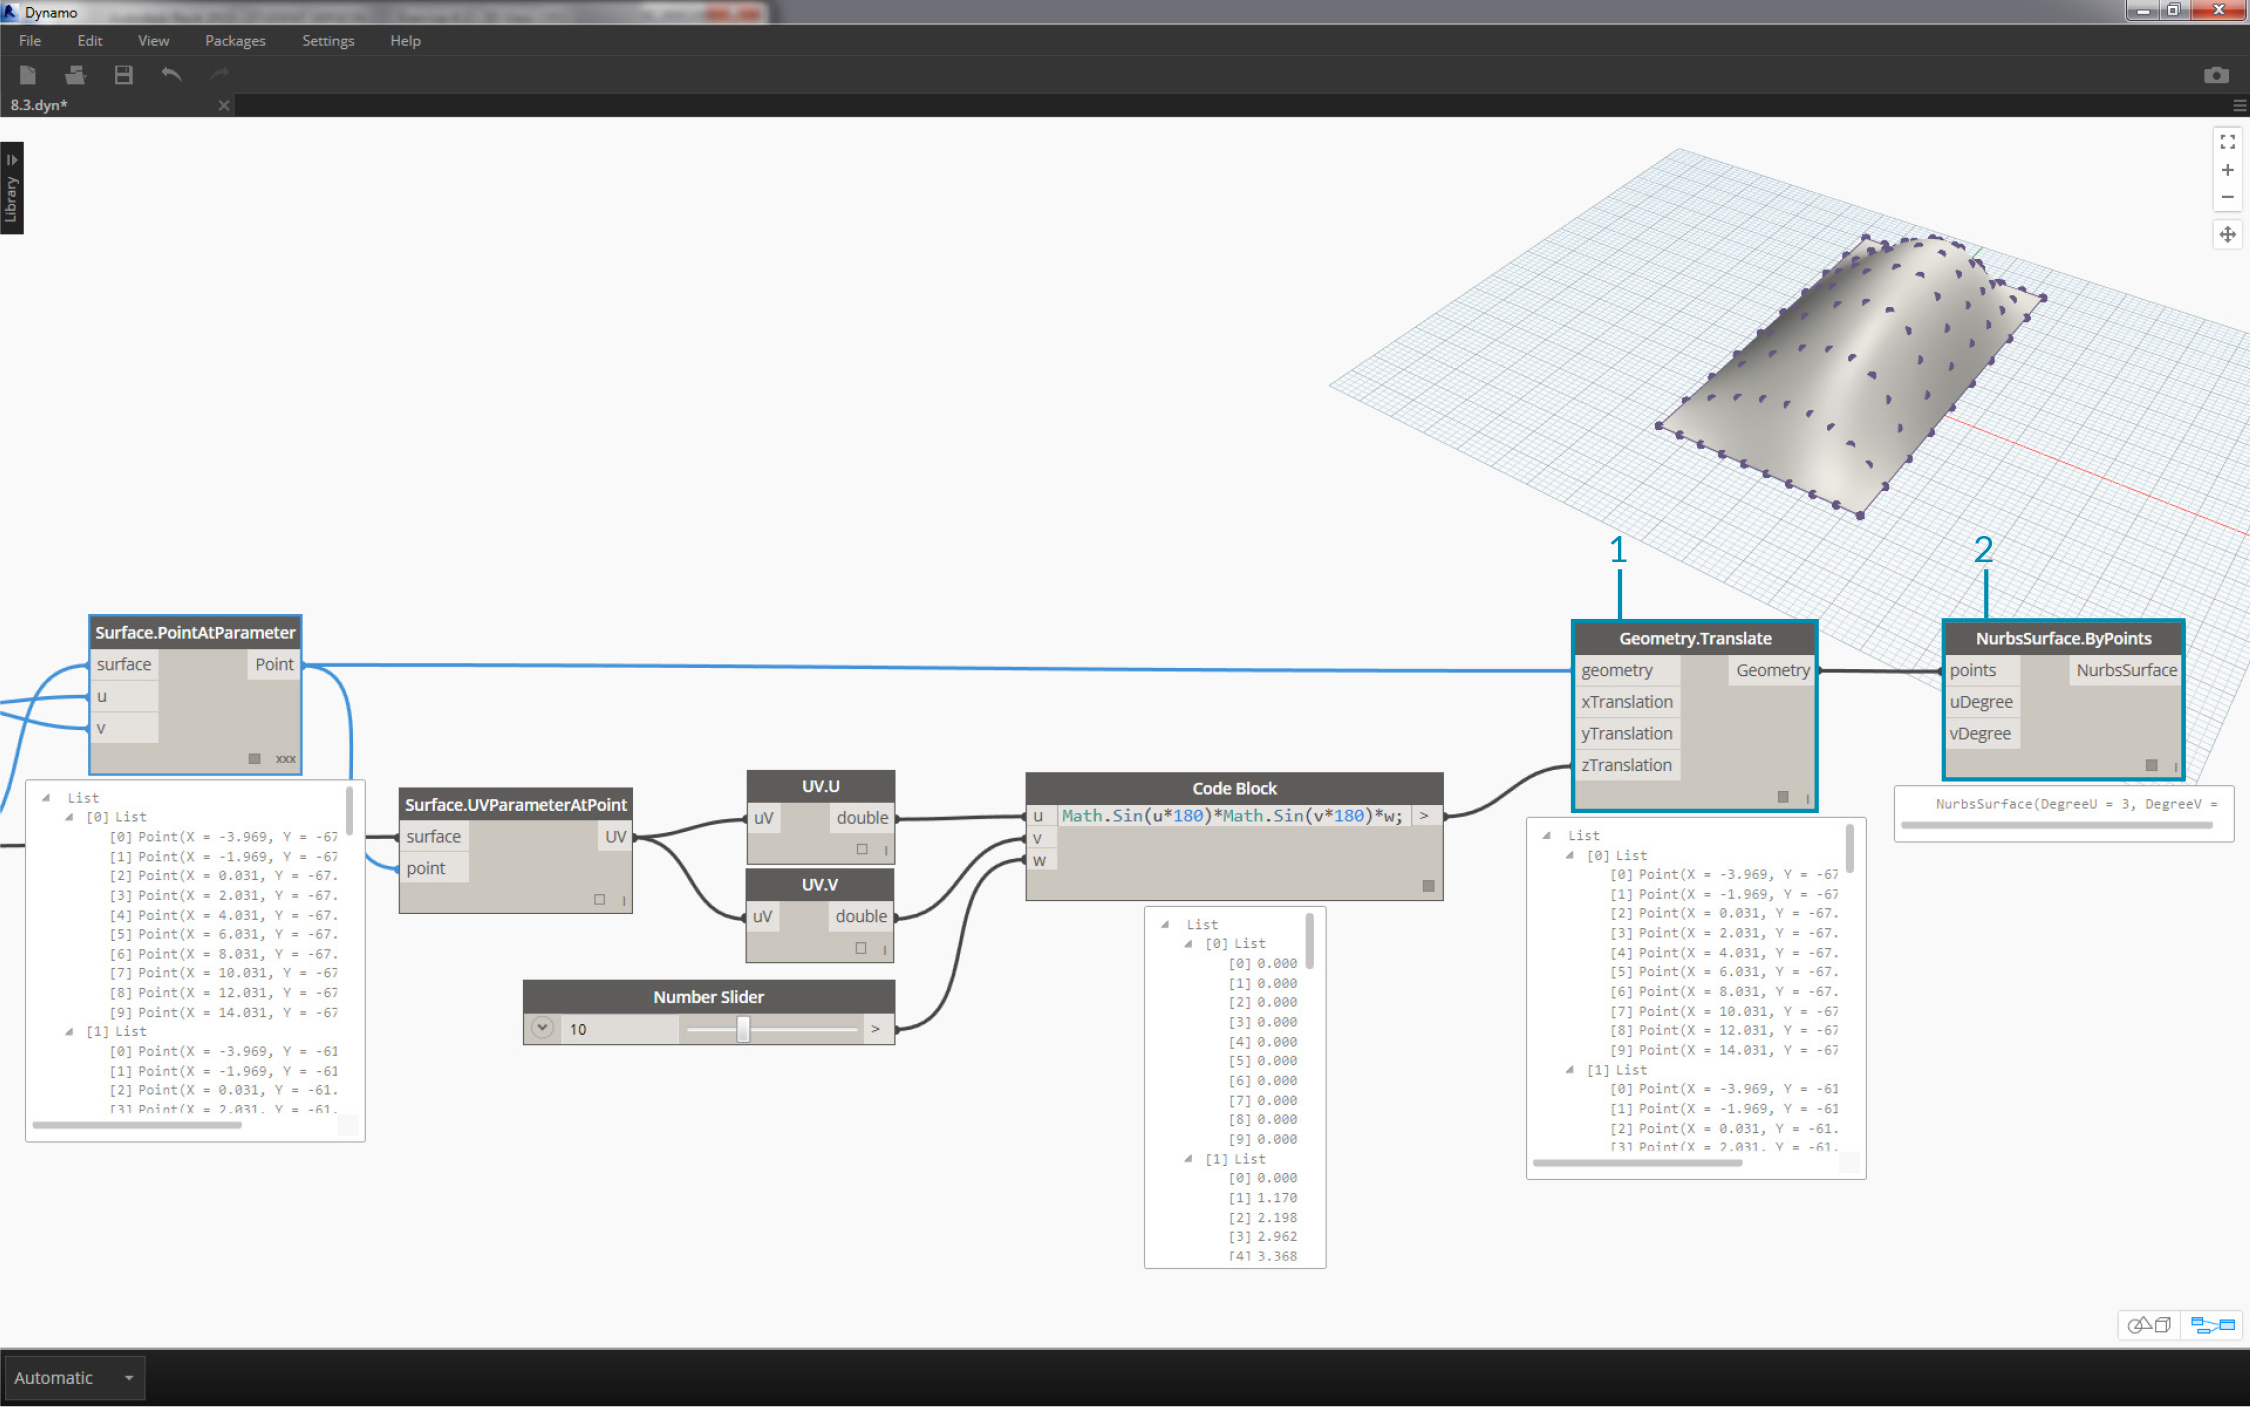 Dynamo
File Edit View Packages Settings Help
8.3.dyn*
Library
1
2
Surface.PointAtParameter
surface Point
u
v
xxx
List
[0] List
[0] Point(X = -3.969, Y = -67
[1] Point(X = -1.969, Y = -67
[2] Point(X = 0.031, Y = -67.
[3] Point(X = 2.031, Y = -67.
[4] Point(X = 4.031, Y = -67.
[5] Point(X = 6.031, Y = -67.
[6] Point(X = 8.031, Y = -67.
[7] Point(X = 10.031, Y = -67
[8] Point(X = 12.031, Y = -67
[9] Point(X = 14.031, Y = -67
[1] List
[0] Point(X = -3.969, Y = -61
[1] Point(X = -1.969, Y = -61
[2] Point(X = 0.031, Y = -61.
[3] Point(X = 2.031, Y = -61.
Surface.UVParameterAtPoint
surface UV
point
UV.U
uV double
UV.V
uV double
Number Slider
10 >
Code Block
u Math.Sin(u*180)*Math.Sin(v*180)*w; >
v
w
List
[0] List
[0] 0.000
[1] 0.000
[2] 0.000
[3] 0.000
[4] 0.000
[5] 0.000
[6] 0.000
[7] 0.000
[8] 0.000
[9] 0.000
[1] List
[0] 0.000
[1] 1.170
[2] 2.198
[3] 2.962
[4] 3.368
Geometry.Translate
geometry Geometry
xTranslation
yTranslation
zTranslation
List
[0] List
[0] Point(X = -3.969, Y = -67
[1] Point(X = -1.969, Y = -67
[2] Point(X = 0.031, Y = -67.
[3] Point(X = 2.031, Y = -67.
[4] Point(X = 4.031, Y = -67.
[5] Point(X = 6.031, Y = -67.
[6] Point(X = 8.031, Y = -67.
[7] Point(X = 10.031, Y = -67
[8] Point(X = 12.031, Y = -67
[9] Point(X = 14.031, Y = -67
[1] List
[0] Point(X = -3.969, Y = -61
[1] Point(X = -1.969, Y = -61
[2] Point(X = 0.031, Y = -61.
[3] Point(X = 2.031, Y = -61.
NurbsSurface.ByPoints
points NurbsSurface
uDegree
vDegree
NurbsSurface(DegreeU = 3, DegreeV =
Automatic